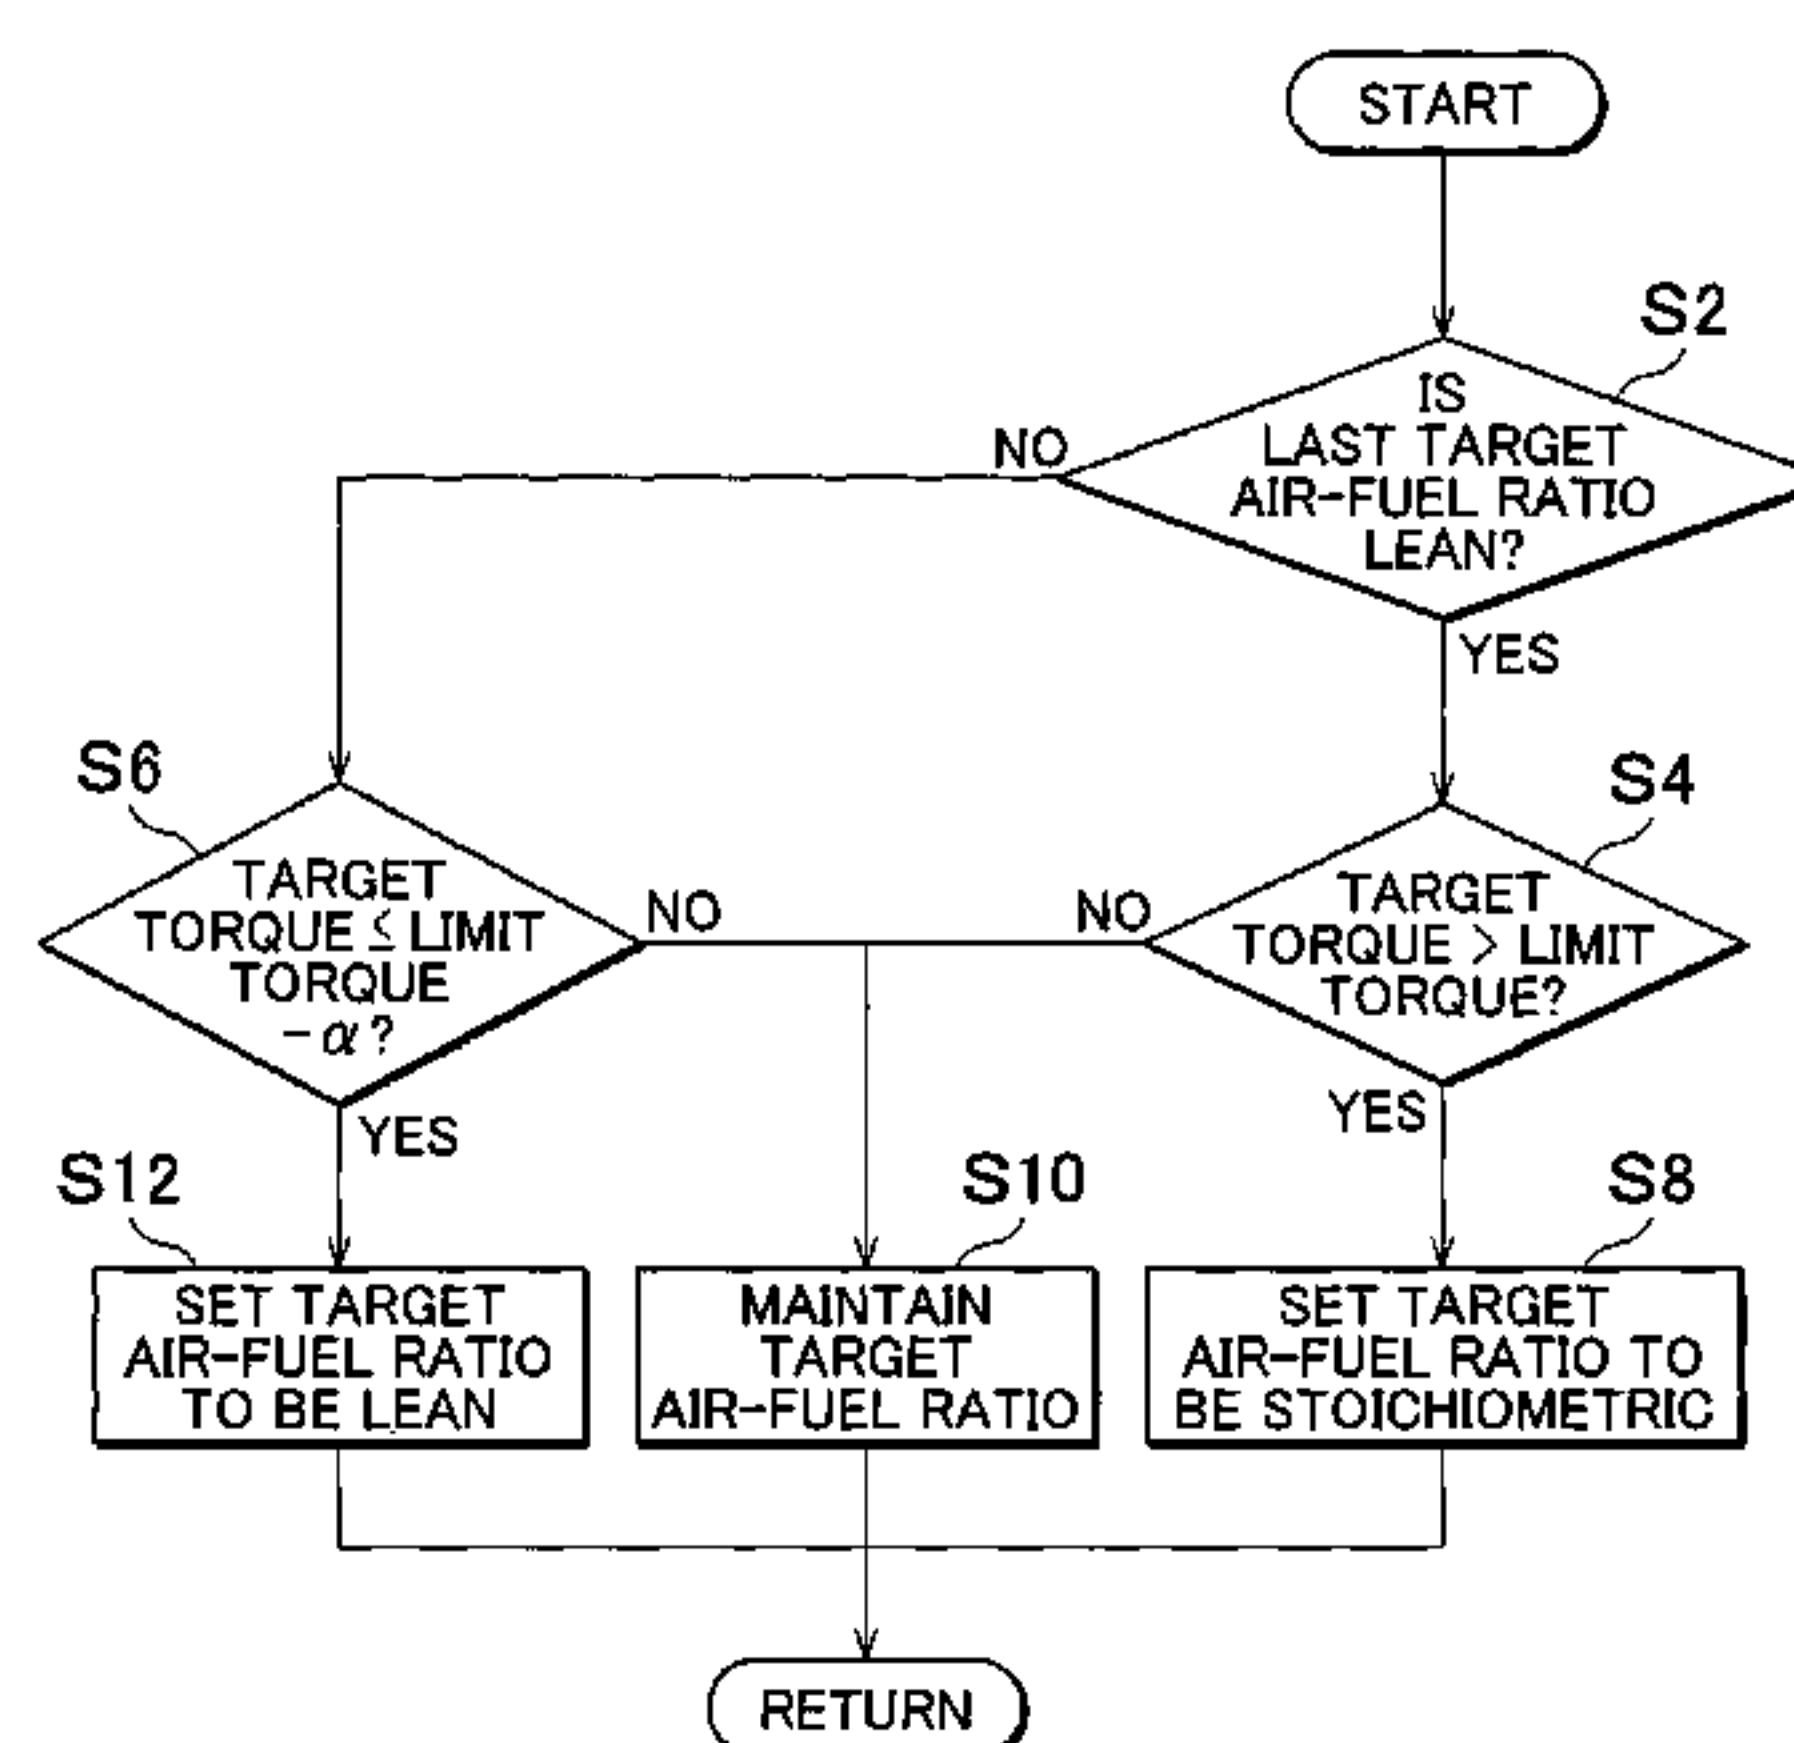 START
S2
IS
LAST TARGET
AIR-FUEL RATIO
LEAN?
NO
YES
S6
TARGET
TORQUE ≤ LIMIT
TORQUE
-α?
NO
YES
S4
TARGET
TORQUE > LIMIT
TORQUE?
NO
YES
S12
SET TARGET
AIR-FUEL RATIO
TO BE LEAN
S10
MAINTAIN
TARGET
AIR-FUEL RATIO
S8
SET TARGET
AIR-FUEL RATIO TO
BE STOICHIOMETRIC
RETURN